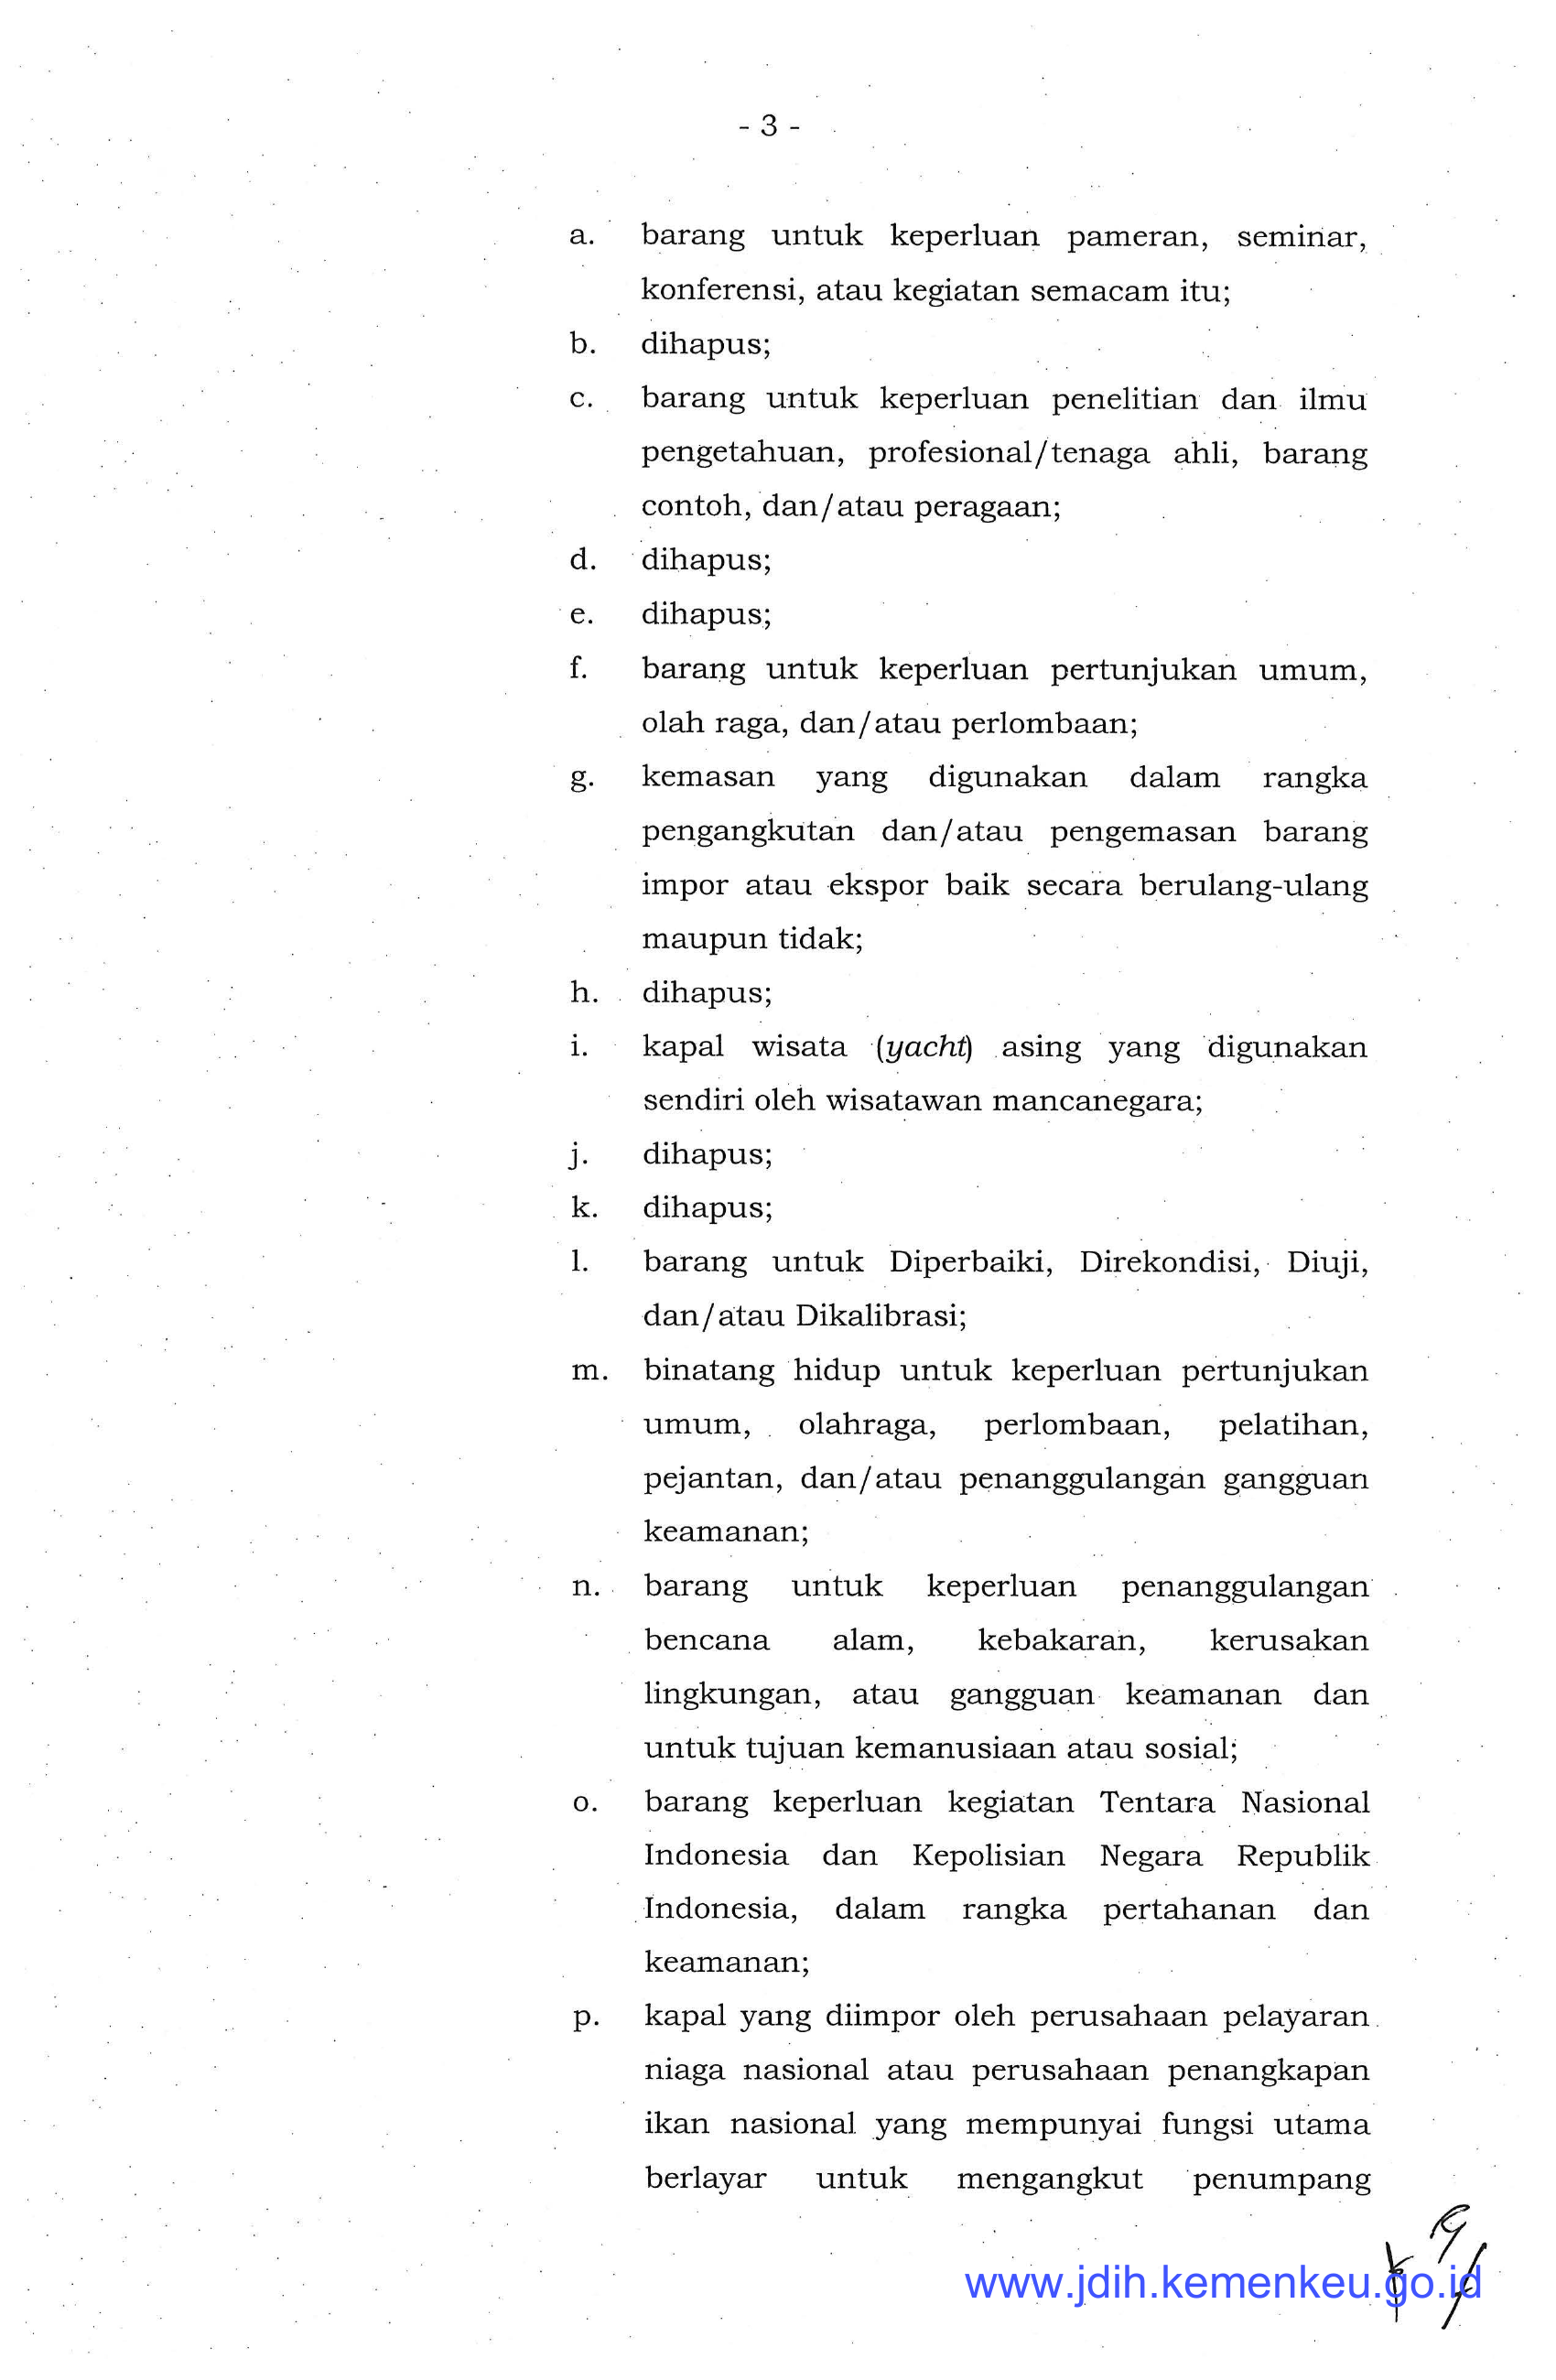 - 3 -
a. barang untuk keperluan pameran, seminar,
konferensi, atau kegiatan semacam itu;
b. dihapus;
c. barang untuk keperluan penelitian dan ilmu
pengetahuan, profesional/tenaga ahli, barang
contoh, dan/atau peragaan;
d. dihapus;
e. dihapus;
f. barang untuk keperluan pertunjukan umum,
olah raga, dan/atau perlombaan;
g. kemasan yang digunakan dalam rangka
pengangkutan dan/atau pengemasan barang
impor atau ekspor baik secara berulang-ulang
maupun tidak;
h. dihapus;
i. kapal wisata (yacht) asing yang digunakan
sendiri oleh wisatawan mancanegara;
j. dihapus;
k. dihapus;
l. barang untuk Diperbaiki, Direkondisi, Diuji,
dan/atau Dikalibrasi;
m. binatang hidup untuk keperluan pertunjukan
umum, olahraga, perlombaan, pelatihan,
pejantan, dan/atau penanggulangan gangguan
keamanan;
n. barang untuk keperluan penanggulangan
bencana alam, kebakaran, kerusakan
lingkungan, atau gangguan keamanan dan
untuk tujuan kemanusiaan atau sosial;
o. barang keperluan kegiatan Tentara Nasional
Indonesia dan Kepolisian Negara Republik
Indonesia, dalam rangka pertahanan dan
keamanan;
p. kapal yang diimpor oleh perusahaan pelayaran
niaga nasional atau perusahaan penangkapan
ikan nasional yang mempunyai fungsi utama
berlayar untuk mengangkut penumpang
www.jdih.kemenkeu.go.id